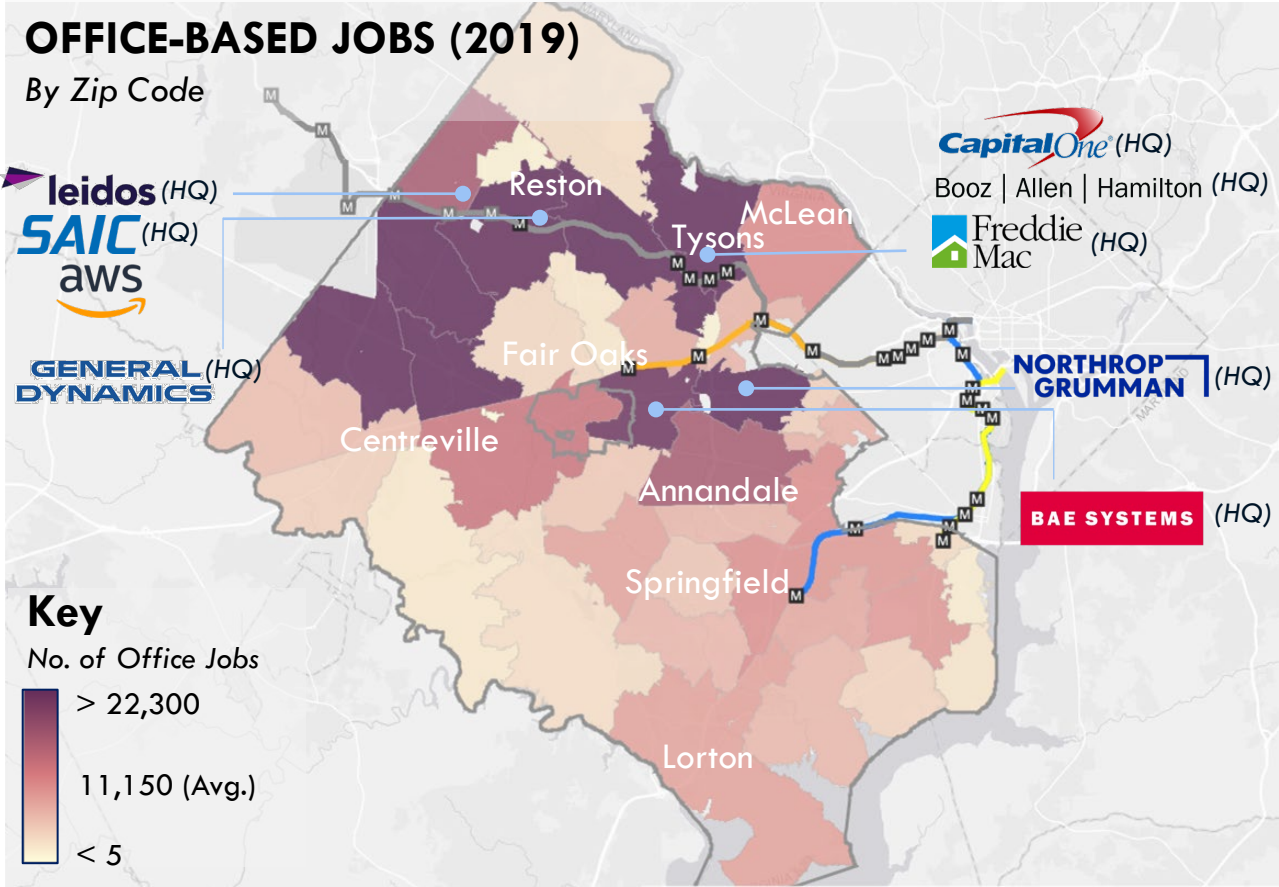 OFFICE-BASED JOBS (2019)
By Zip Code
MARYLAND
leidos (HQ)
SAIC (HQ)
aws
GENERAL DYNAMICS (HQ)
CapitalOne® (HQ)
Booz | Allen | Hamilton (HQ)
Freddie Mac (HQ)
NORTHROP GRUMMAN (HQ)
BAE SYSTEMS (HQ)
Reston
McLean
Tysons
Fair Oaks
Centreville
Annandale
Springfield
Lorton
Key
No. of Office Jobs
> 22,300
11,150 (Avg.)
< 5